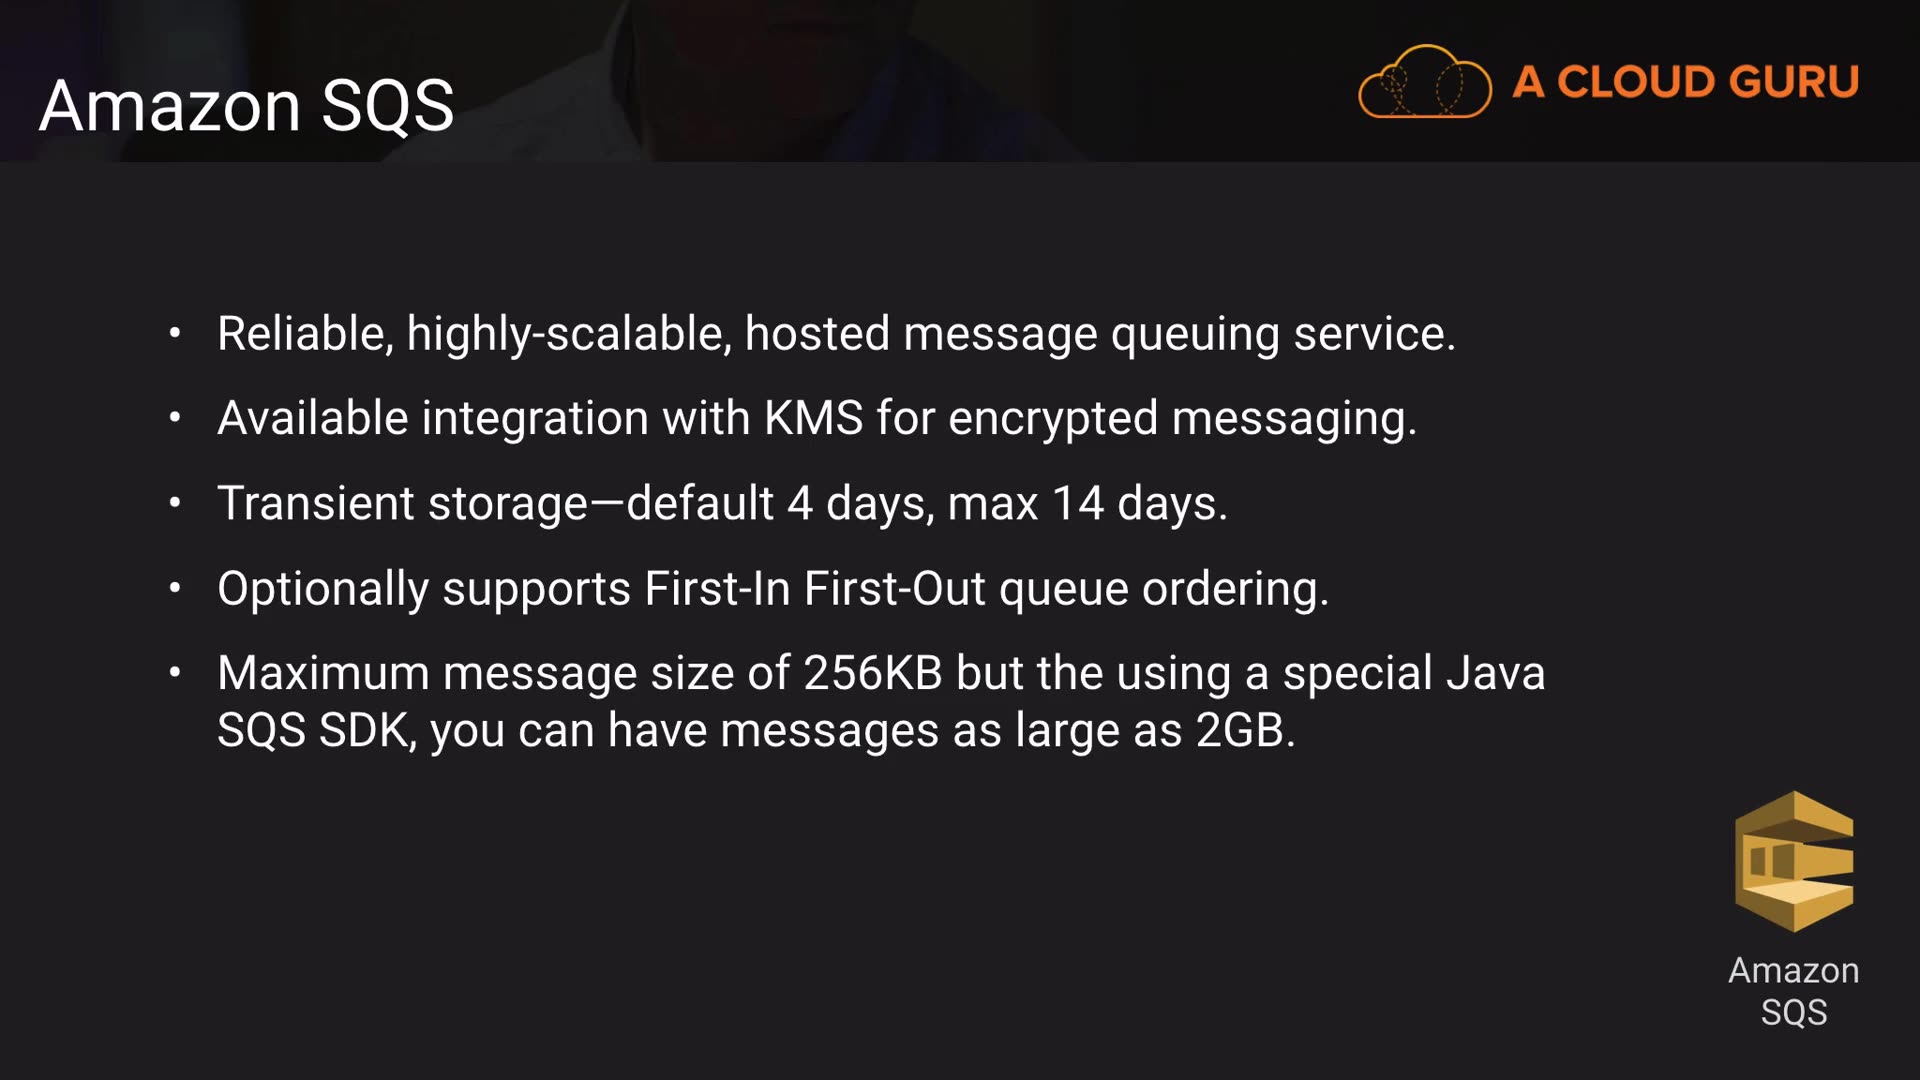 Amazon SQS
A CLOUD GURU
• Reliable, highly-scalable, hosted message queuing service.
• Available integration with KMS for encrypted messaging.
• Transient storage—default 4 days, max 14 days.
• Optionally supports First-In First-Out queue ordering.
• Maximum message size of 256KB but the using a special Java
SQS SDK, you can have messages as large as 2GB.
Amazon
SQS